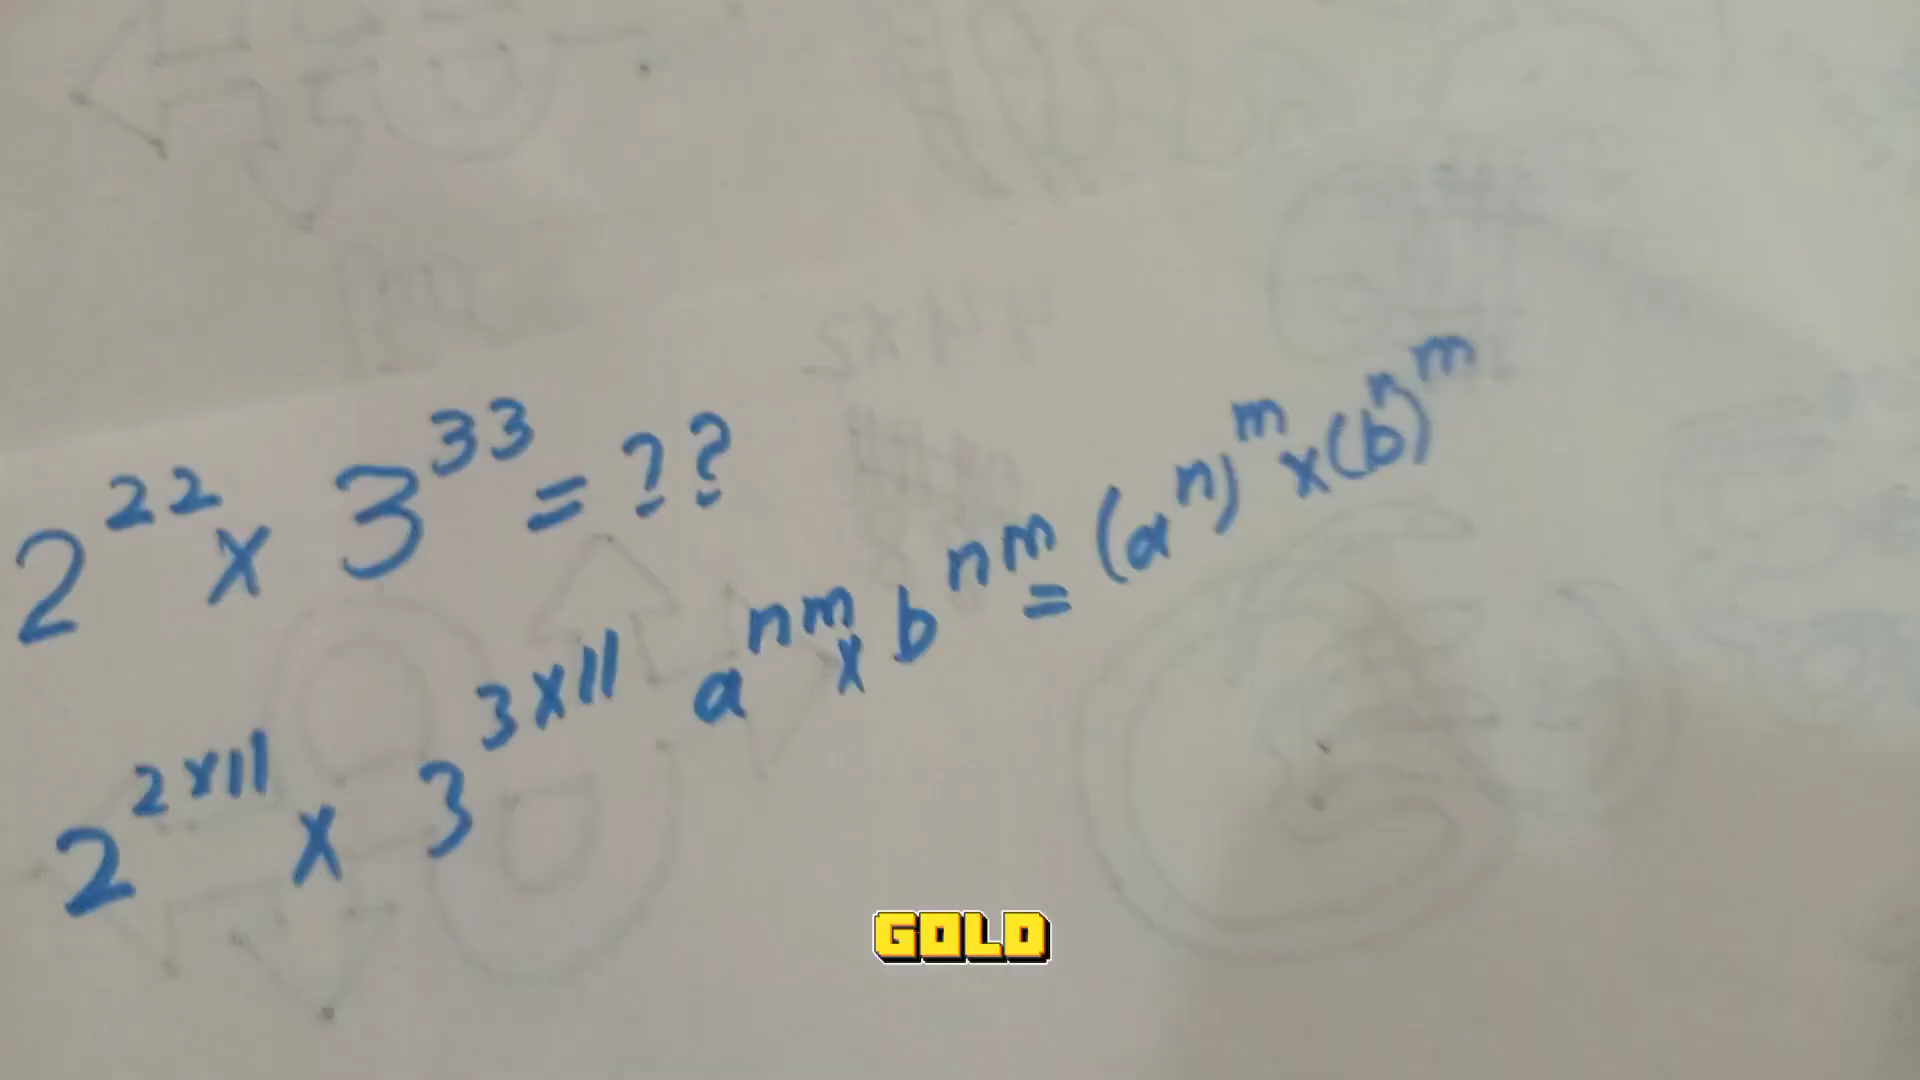 2²² x 3³³ = ??
2^2x11 x 3^3x11 a^nm x b^nm = (a^n)^m x (b^n)^m
GOLD